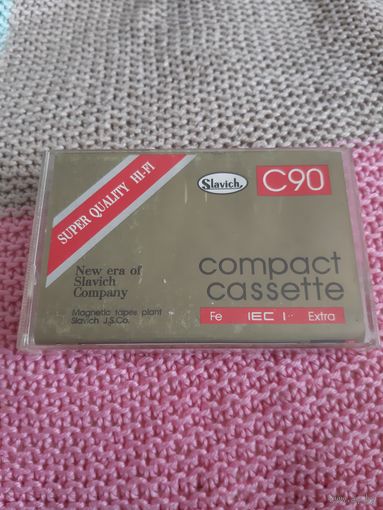 SUPER QUALITY HI-FI
Slavich
C90
New era of
Slavich
Company
compact
cassette
Magnetic tapes plant
Slavich J.S.Co.
Fe IEC I Extra